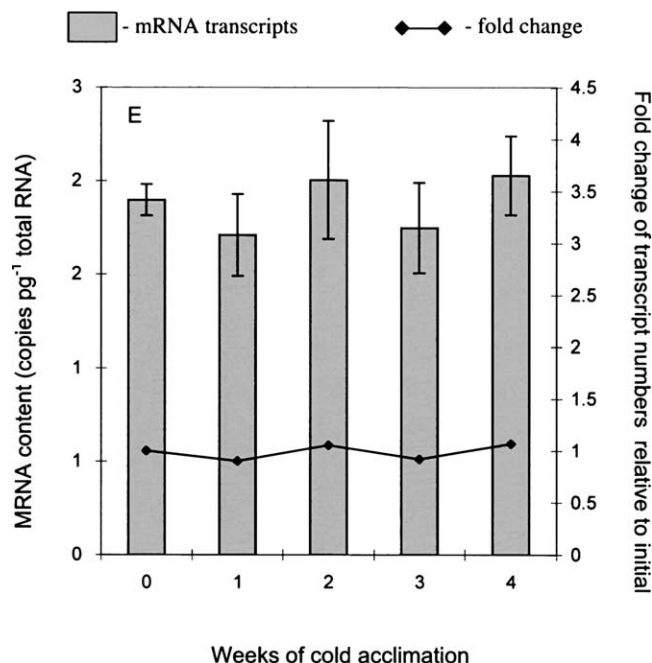 - mRNA transcripts
- fold change
E
MRNA content (copies pg⁻¹ total RNA)
3
2
2
1
1
0
4.5
4
3.5
3
2.5
2
1.5
1
0.5
0
Fold change of transcript numbers relative to initial
0 1 2 3 4
Weeks of cold acclimation